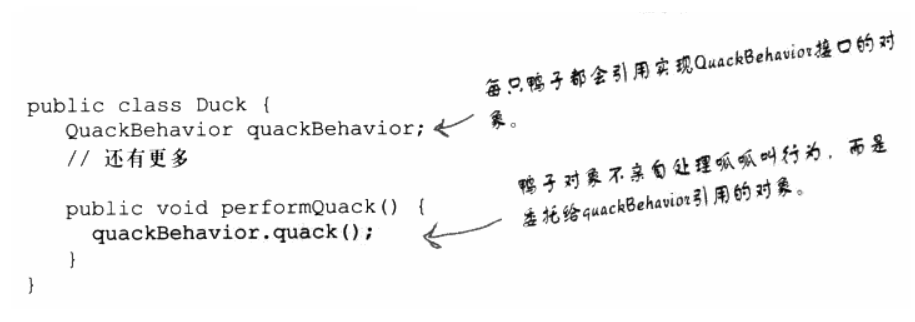 每只鸭子都会引用实现QuackBehavior接口的对
象。
public class Duck {
QuackBehavior quackBehavior;
// 还有更多
鸭子对象不亲自处理呱呱叫行为，而是
委托给quackBehavior引用的对象。
public void performQuack() {
quackBehavior.quack();
}
}